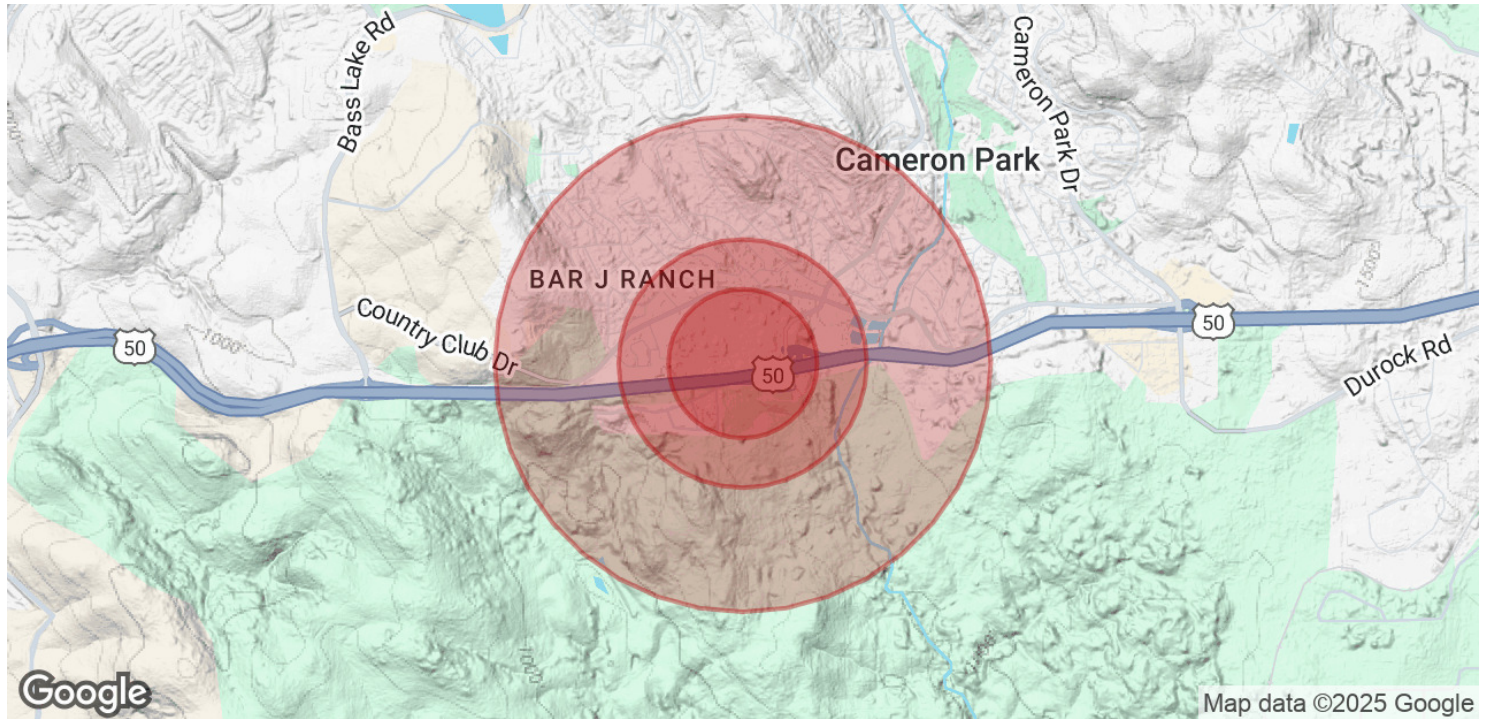 Bass Lake Rd
Cameron Park Dr
Cameron Park
BAR J RANCH
1500
Country Club Dr
1000
50
50
50
Durock Rd
1000
Google
Map data ©2025 Google